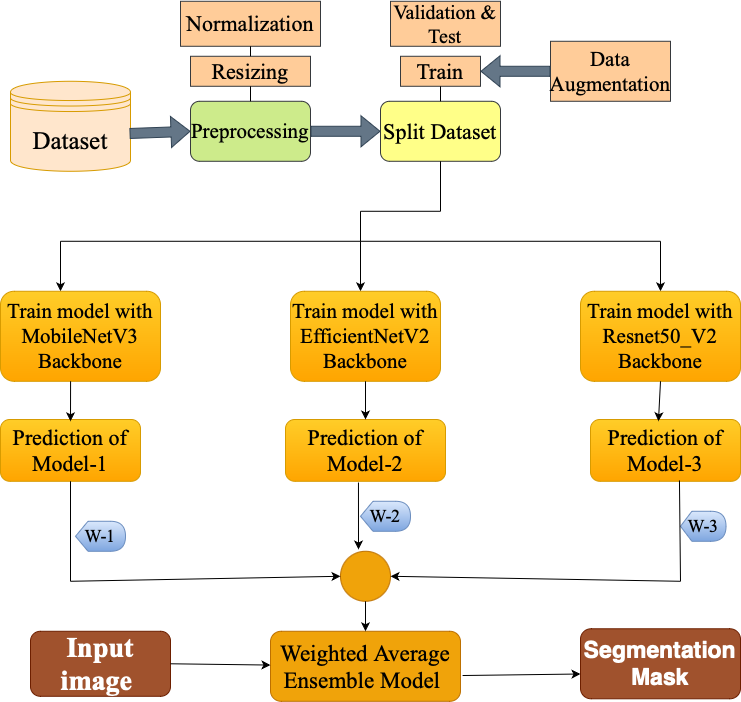 Normalization
Validation &
Test
Resizing
Train
Data
Augmentation
Dataset
Preprocessing
Split Dataset
Train model with
MobileNetV3
Backbone
Train model with
EfficientNetV2
Backbone
Train model with
Resnet50_V2
Backbone
Prediction of
Model-1
Prediction of
Model-2
Prediction of
Model-3
W-1
W-2
W-3
Input
image
Weighted Average
Ensemble Model
Segmentation
Mask